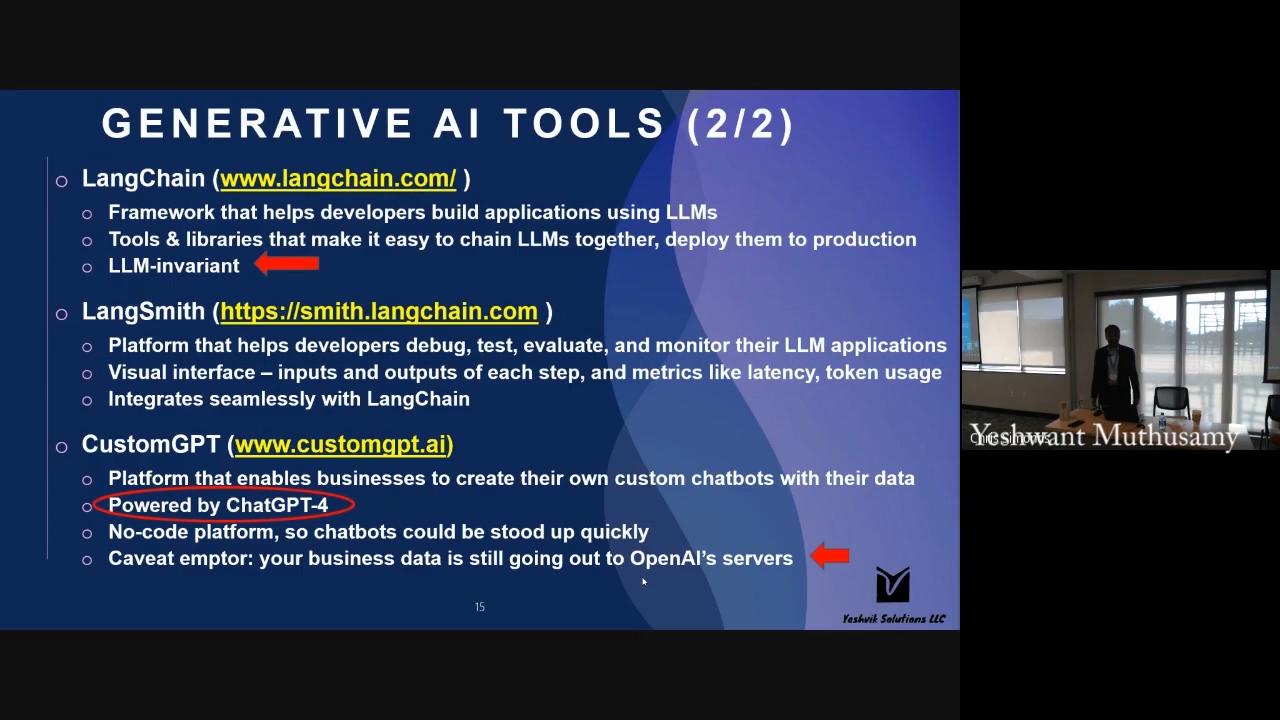 GENERATIVE AI TOOLS (2/2)
o LangChain (www.langchain.com/ )
o Framework that helps developers build applications using LLMs
o Tools & libraries that make it easy to chain LLMs together, deploy them to production
o LLM-invariant
o LangSmith (https://smith.langchain.com )
o Platform that helps developers debug, test, evaluate, and monitor their LLM applications
o Visual interface – inputs and outputs of each step, and metrics like latency, token usage
o Integrates seamlessly with LangChain
o CustomGPT (www.customgpt.ai)
o Platform that enables businesses to create their own custom chatbots with their data
o Powered by ChatGPT-4
o No-code platform, so chatbots could be stood up quickly
o Caveat emptor: your business data is still going out to OpenAI's servers
15
Yeshvik Solutions LLC
Yeshwant Muthusamy